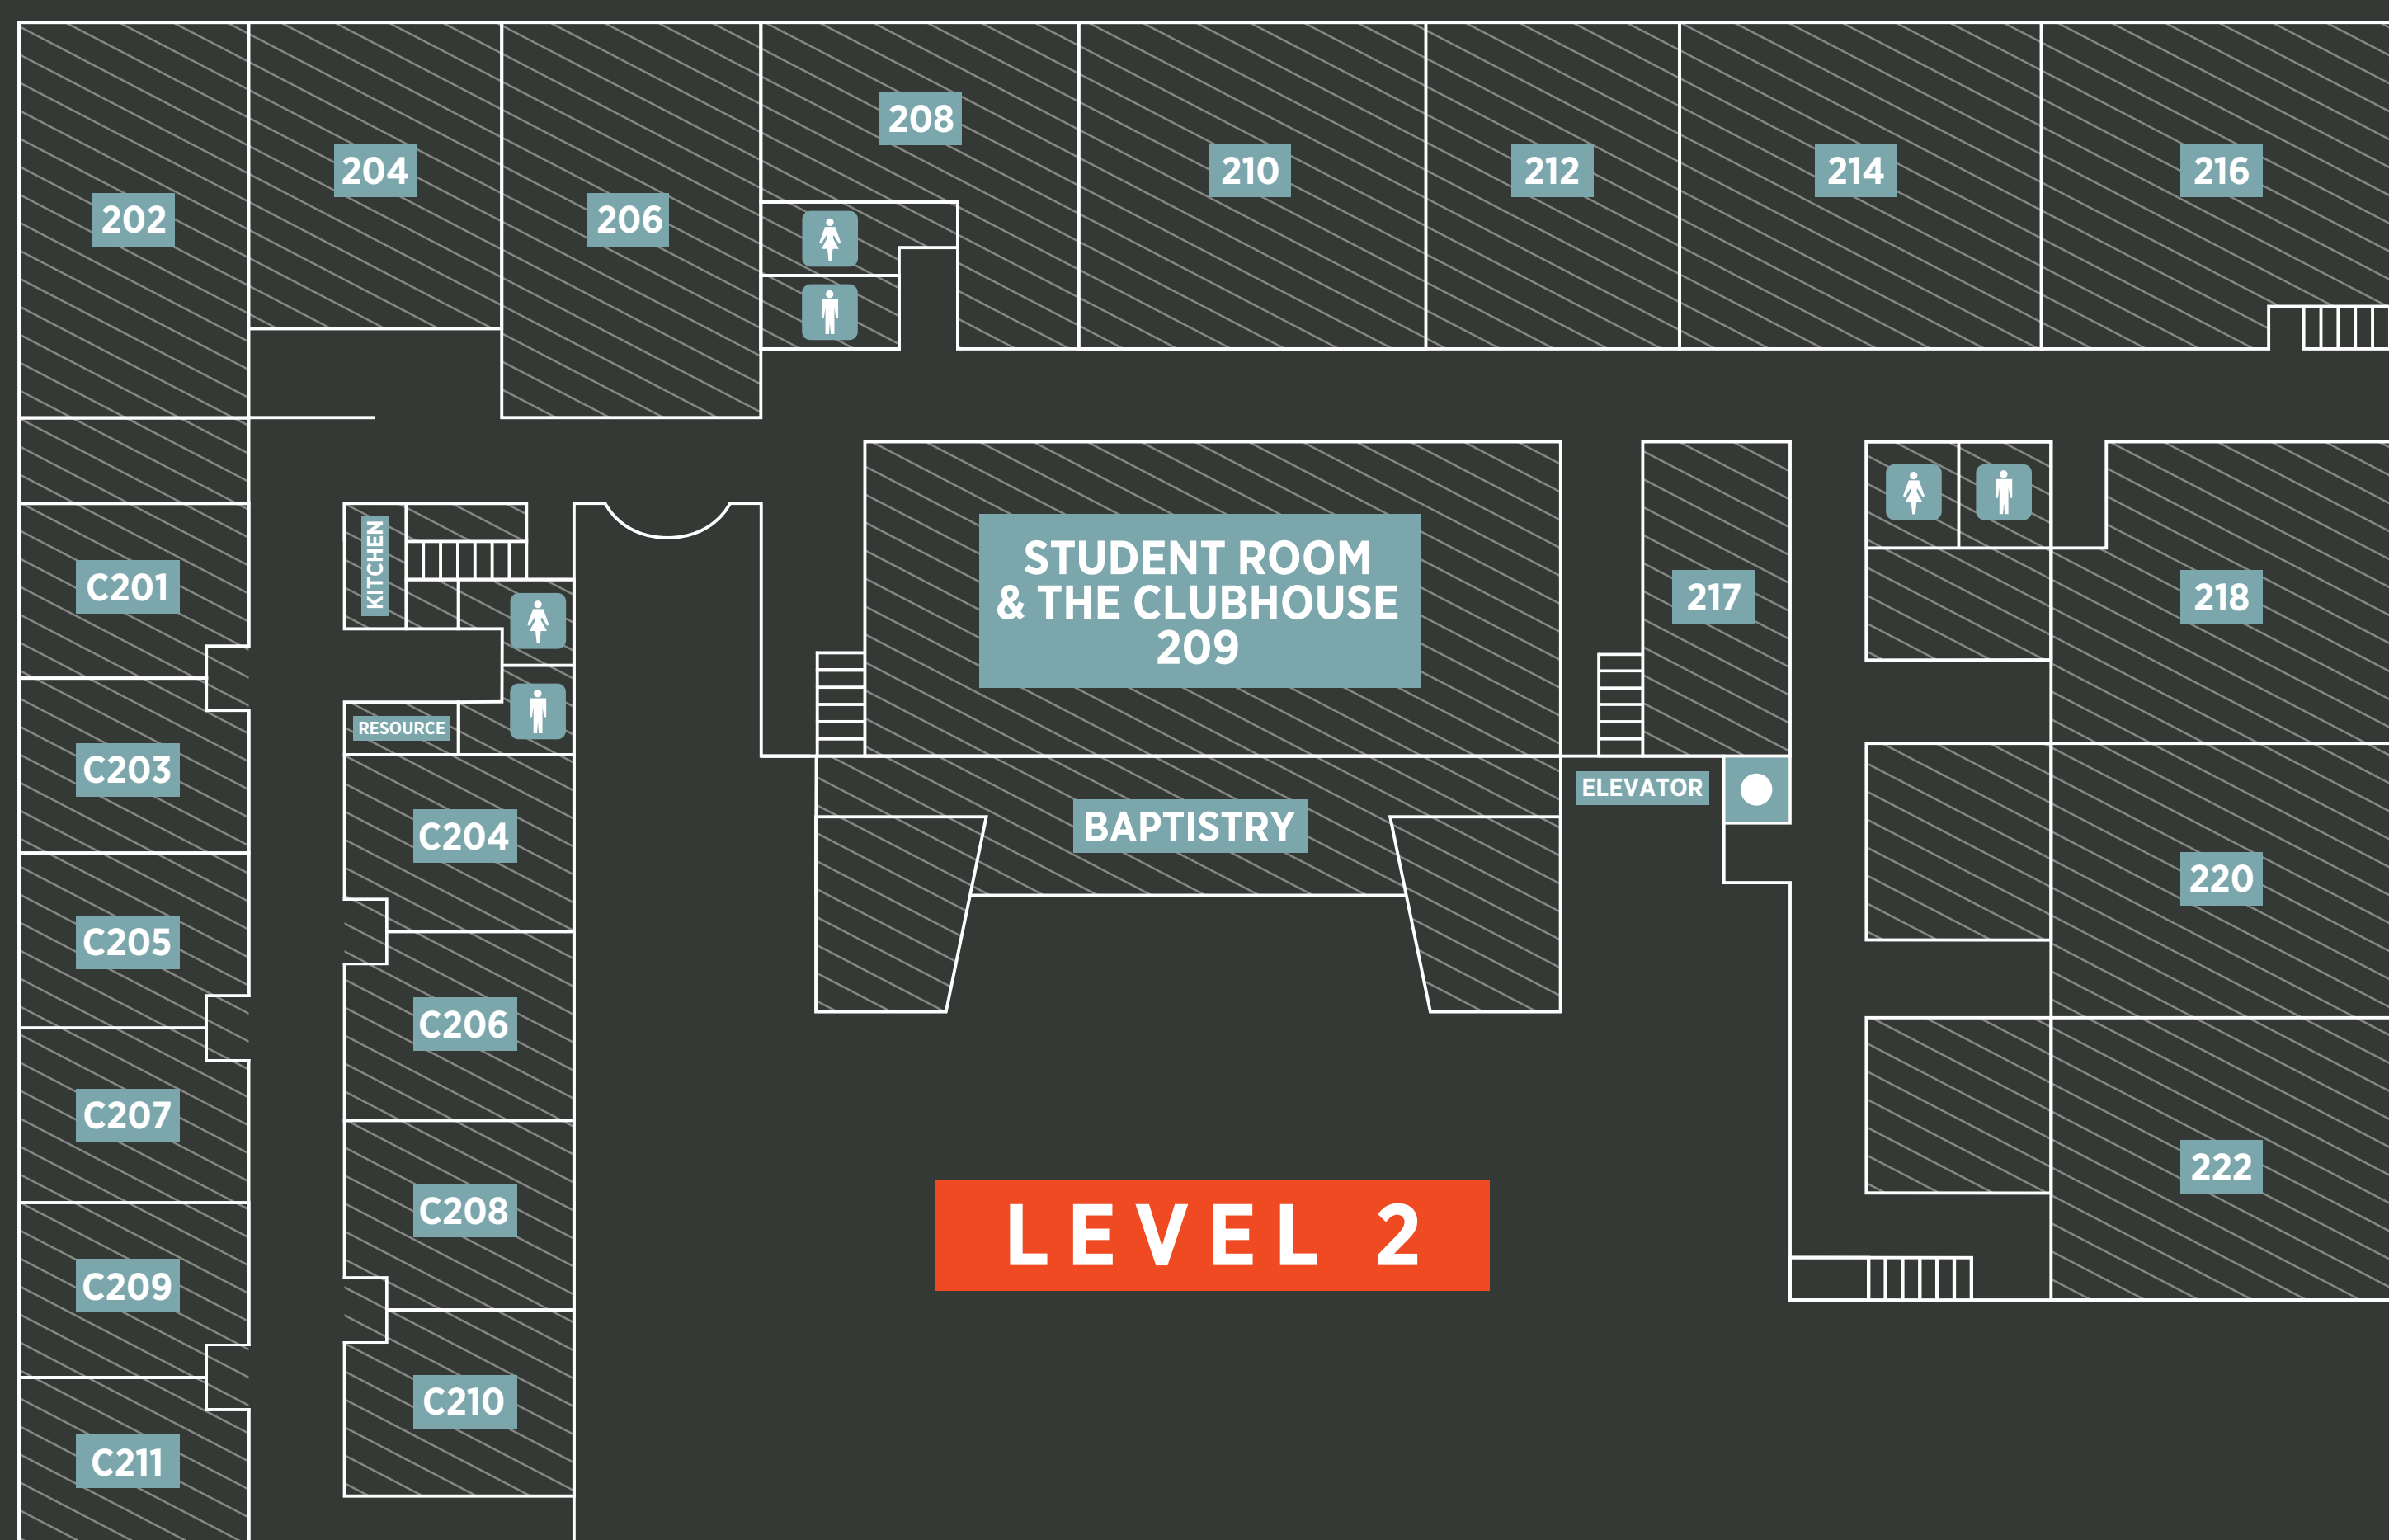 208
204
210
212
214
216
202
206
STUDENT ROOM
& THE CLUBHOUSE
209
KITCHEN
C201
217
218
RESOURCE
C203
ELEVATOR
C204
BAPTISTRY
220
C205
C206
C207
222
C208
LEVEL 2
C209
C210
C211